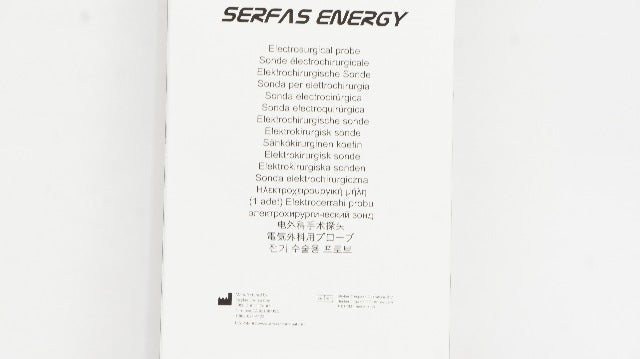 SERFAS ENERGY
Electrosurgical probe
Sonde électrochirurgicale
Elektrochirurgische Sonde
Sonda per elettrochirurgia
Sonda electrocirúrgica
Sonda electroquirúrgica
Elektrochirurgische sonde
Elektrokirurgisk sonde
Sähkökirurginen koetin
Elektrokirurgisk sonde
Elektrokirurgiska sonden
Sonda elektrochirurgiczna
Ηλεκτροχειρουργική μήλη
(1 adet) Elektrocerrahi probu
электрохирургический зонд
电外科手术探头
電気外科用プローブ
전기 수술용 프로브